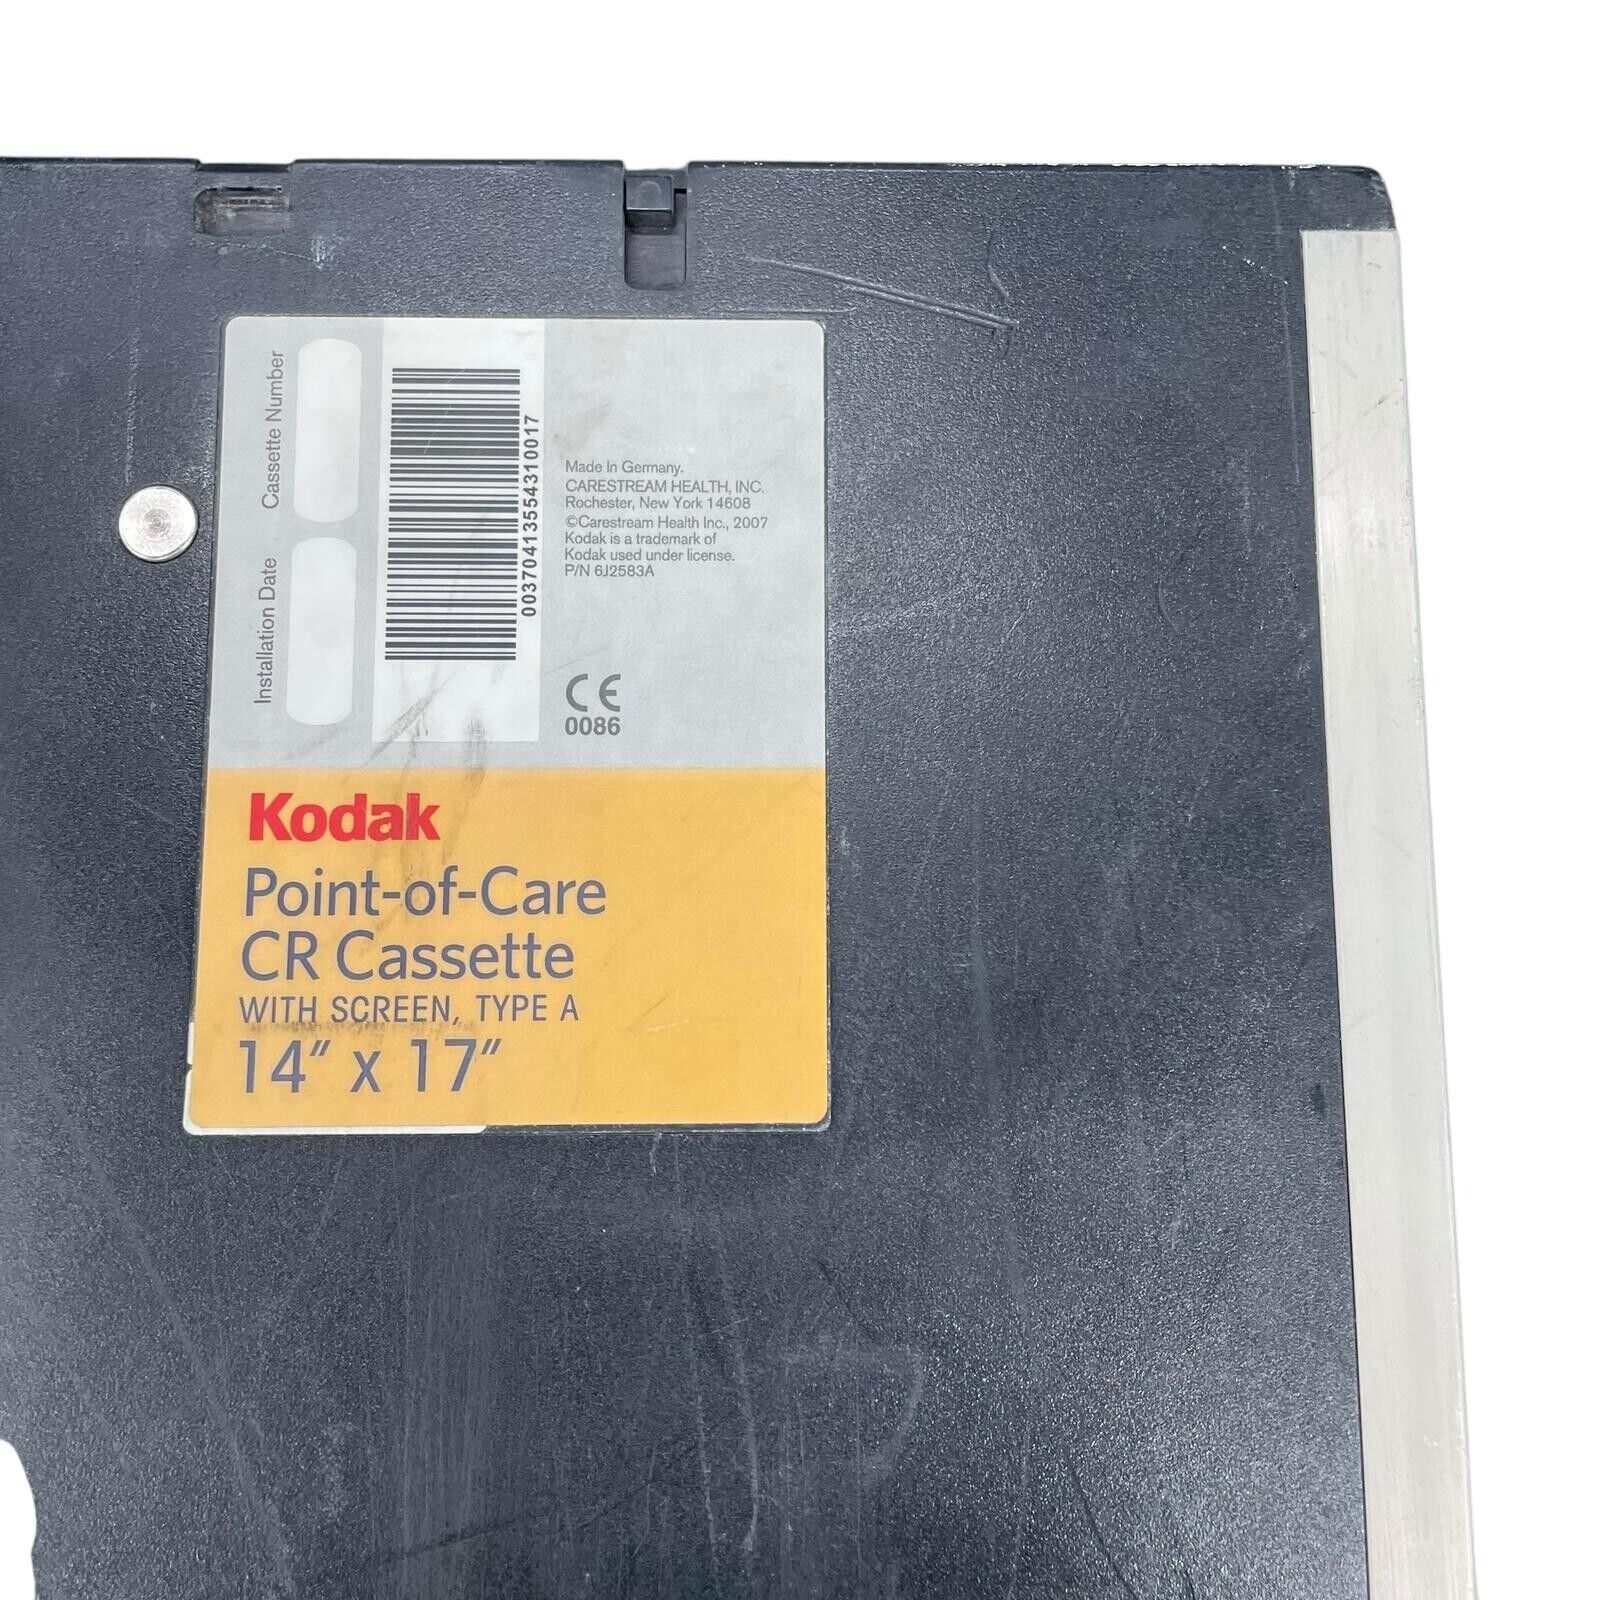 Cassette Number
Installation Date
00370413554310017
Made In Germany.
CARESTREAM HEALTH, INC.
Rochester, New York 14608
©Carestream Health Inc., 2007
Kodak is a trademark of
Kodak used under license.
P/N 6J2583A
CE
0086
Kodak
Point-of-Care
CR Cassette
WITH SCREEN, TYPE A
14" x 17"